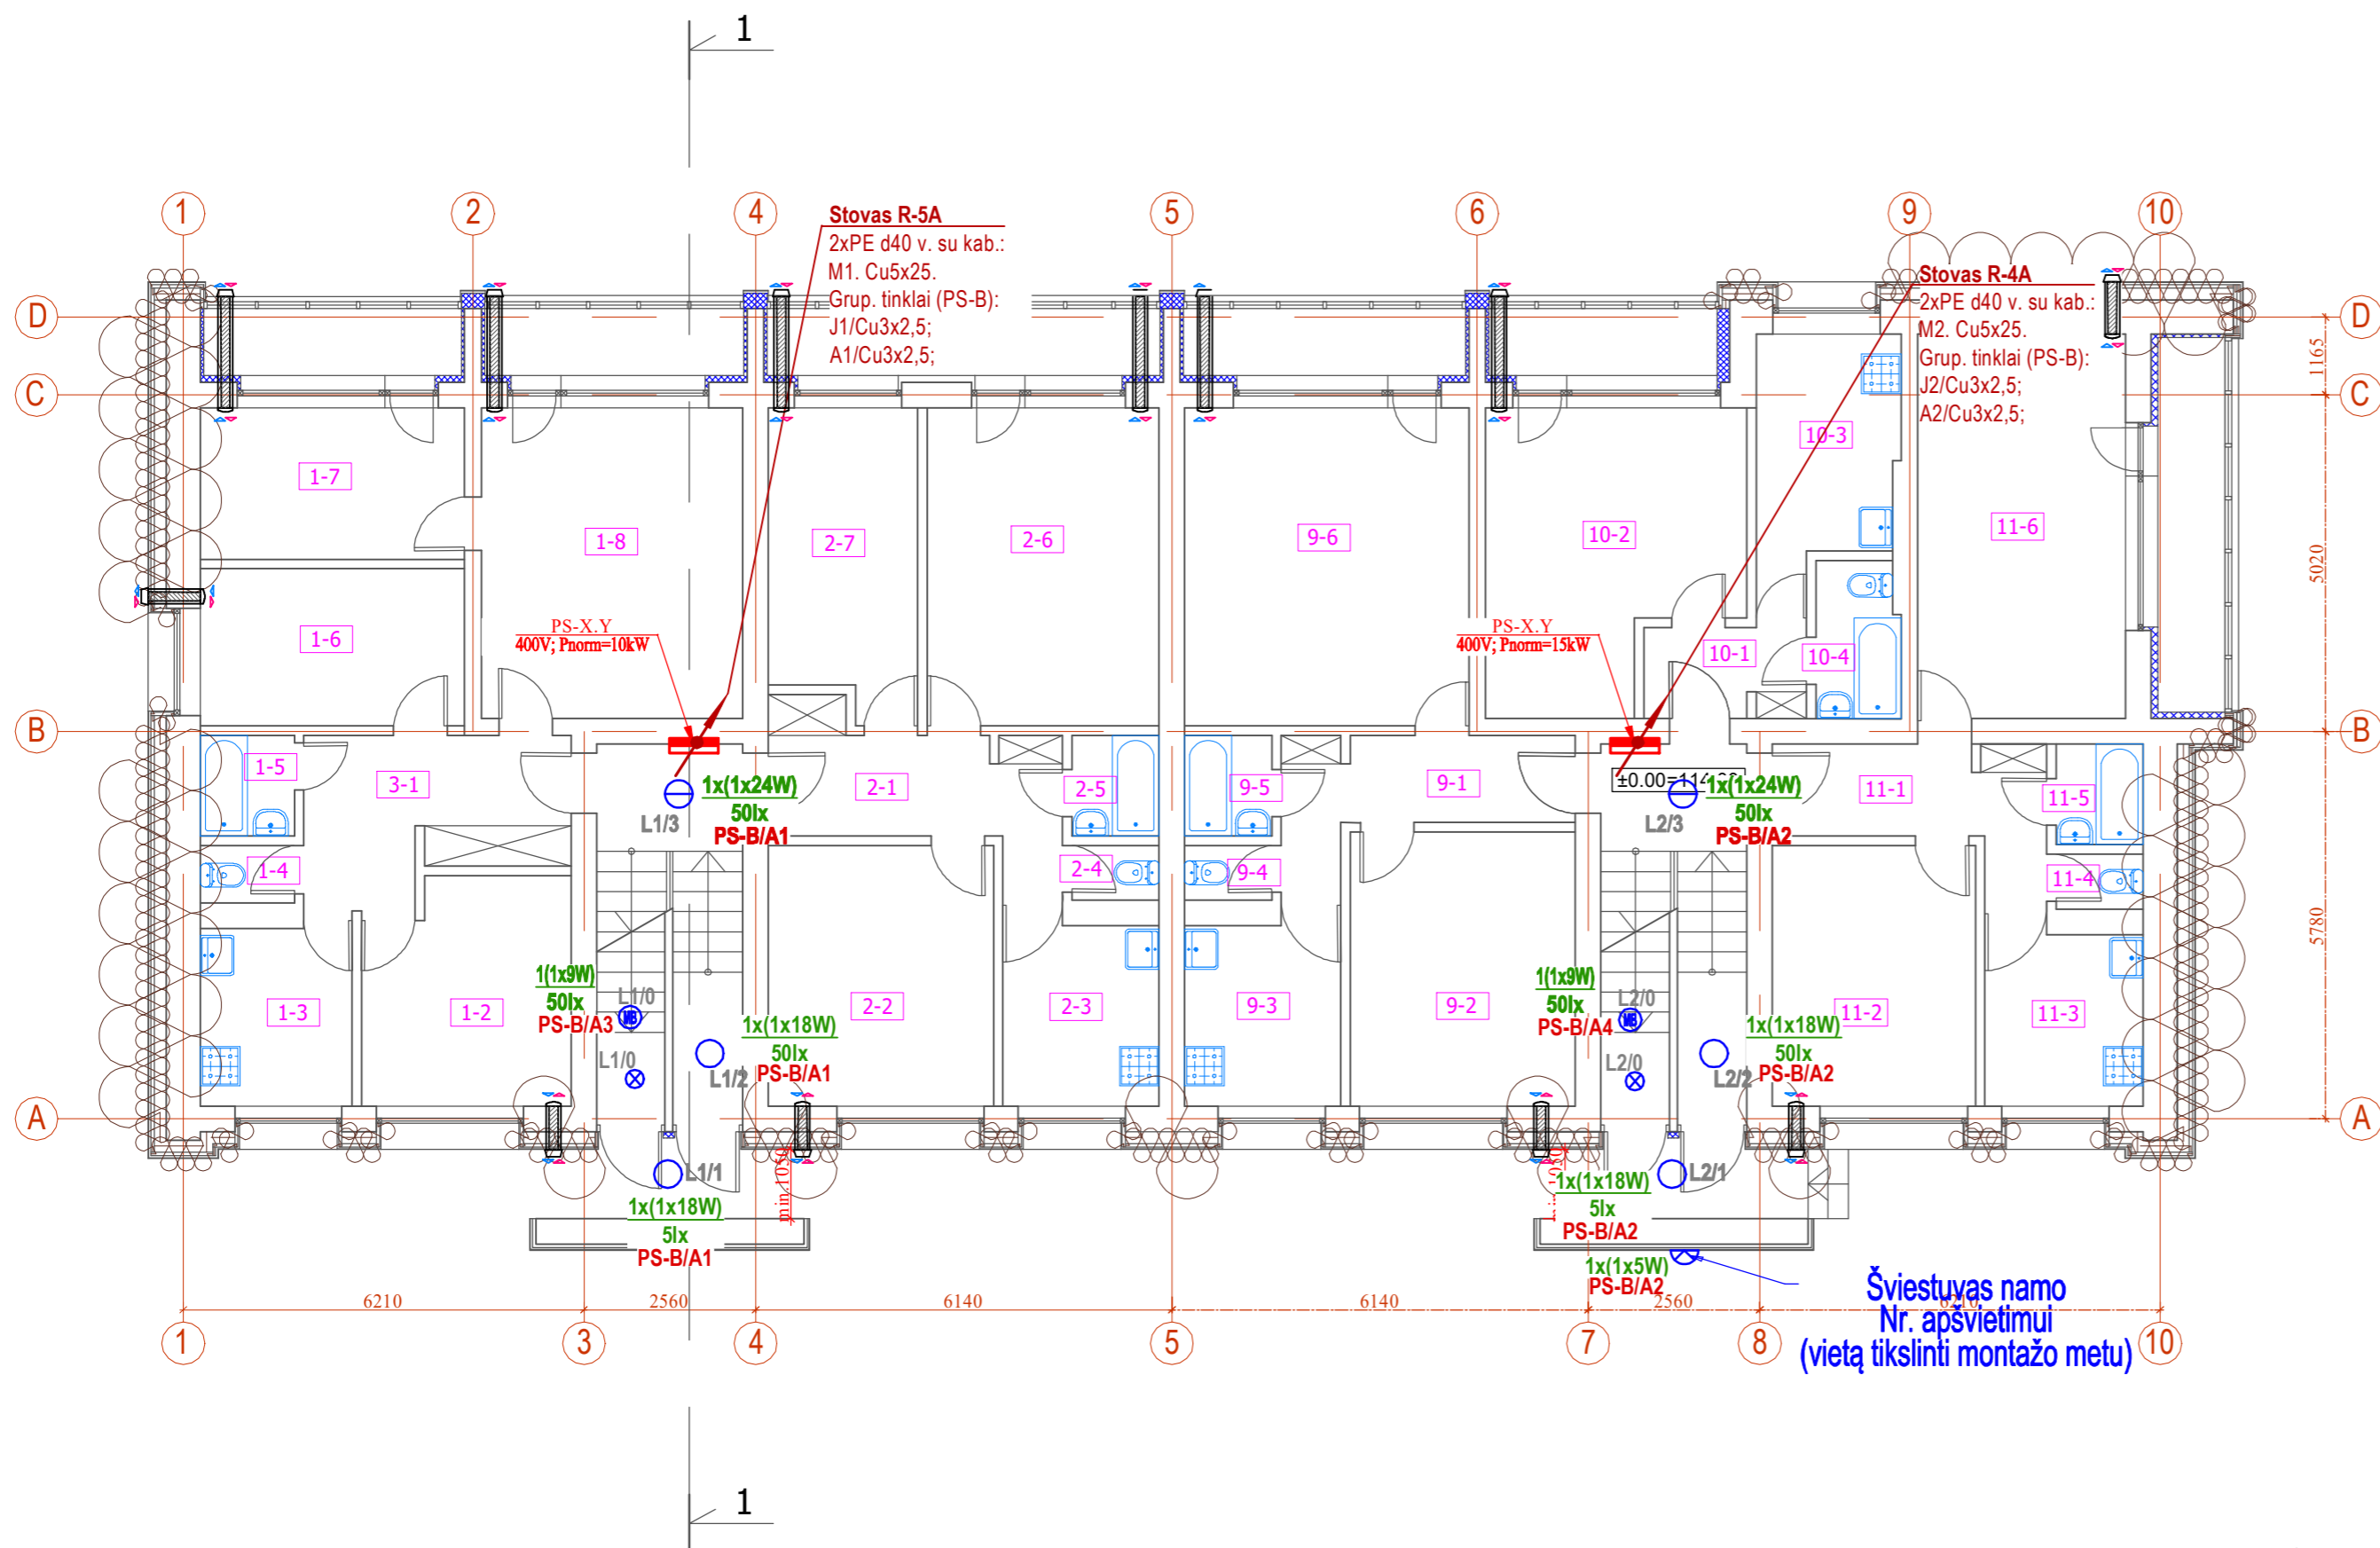 1
1
2
4
5
6
9
10
Stovas R-5A
2xPE d40 v. su kab.:
M1. Cu5x25.
Grup. tinklai (PS-B):
J1/Cu3x2,5;
A1/Cu3x2,5;
Stovas R-4A
2xPE d40 v. su kab.:
M2. Cu5x25.
Grup. tinklai (PS-B):
J2/Cu3x2,5;
A2/Cu3x2,5;
D
D
1165
C
C
10-3
1-7
1-8
2-7
2-6
9-6
10-2
11-6
5020
1-6
PS-X.Y
400V; Pnorm=10kW
PS-X.Y
400V; Pnorm=15kW
10-1
10-4
B
B
1-5
3-1
1x(1x24W)
50lx
PS-B/A1
L1/3
2-1
2-5
9-5
9-1
±0.00=114
1x(1x24W)
50lx
PS-B/A2
L2/3
11-1
11-5
1-4
2-4
9-4
11-4
5780
1(1x9W)
50lx
PS-B/A3
L1/0
1-3
1-2
1x(1x18W)
50lx
PS-B/A1
2-2
2-3
9-3
9-2
1(1x9W)
50lx
PS-B/A4
L2/0
1x(1x18W)
50lx
PS-B/A2
11-2
11-3
L1/0
L1/2
L2/0
L2/2
A
A
L1/1
min.1050
L2/1
1x(1x18W)
5lx
PS-B/A1
1x(1x18W)
5lx
PS-B/A2
1x(1x5W)
PS-B/A2
Šviestuvas namo
Nr. apšvietimui
(vietą tikslinti montažo metu)
6210
2560
6140
6140
2560
6210
1
3
4
5
7
8
10
1